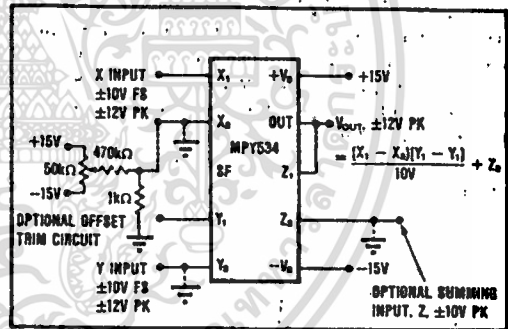 X INPUT
±10V FS
±12V PK
X₁
+Vₛ
+15V
X₂
OUT
V_OUT, ±12V PK
= (X₁ − X₂)(Y₁ − Y₁) / 10V + Z₂
MPY534
+15V
470kΩ
50kΩ
−15V
1kΩ
SF
Z₁
OPTIONAL OFFSET
TRIM CIRCUIT
Y₁
Z₂
Y INPUT
±10V FS
±12V PK
Y₂
−Vₛ
−15V
OPTIONAL SUMMING
INPUT, Z, ±10V PK